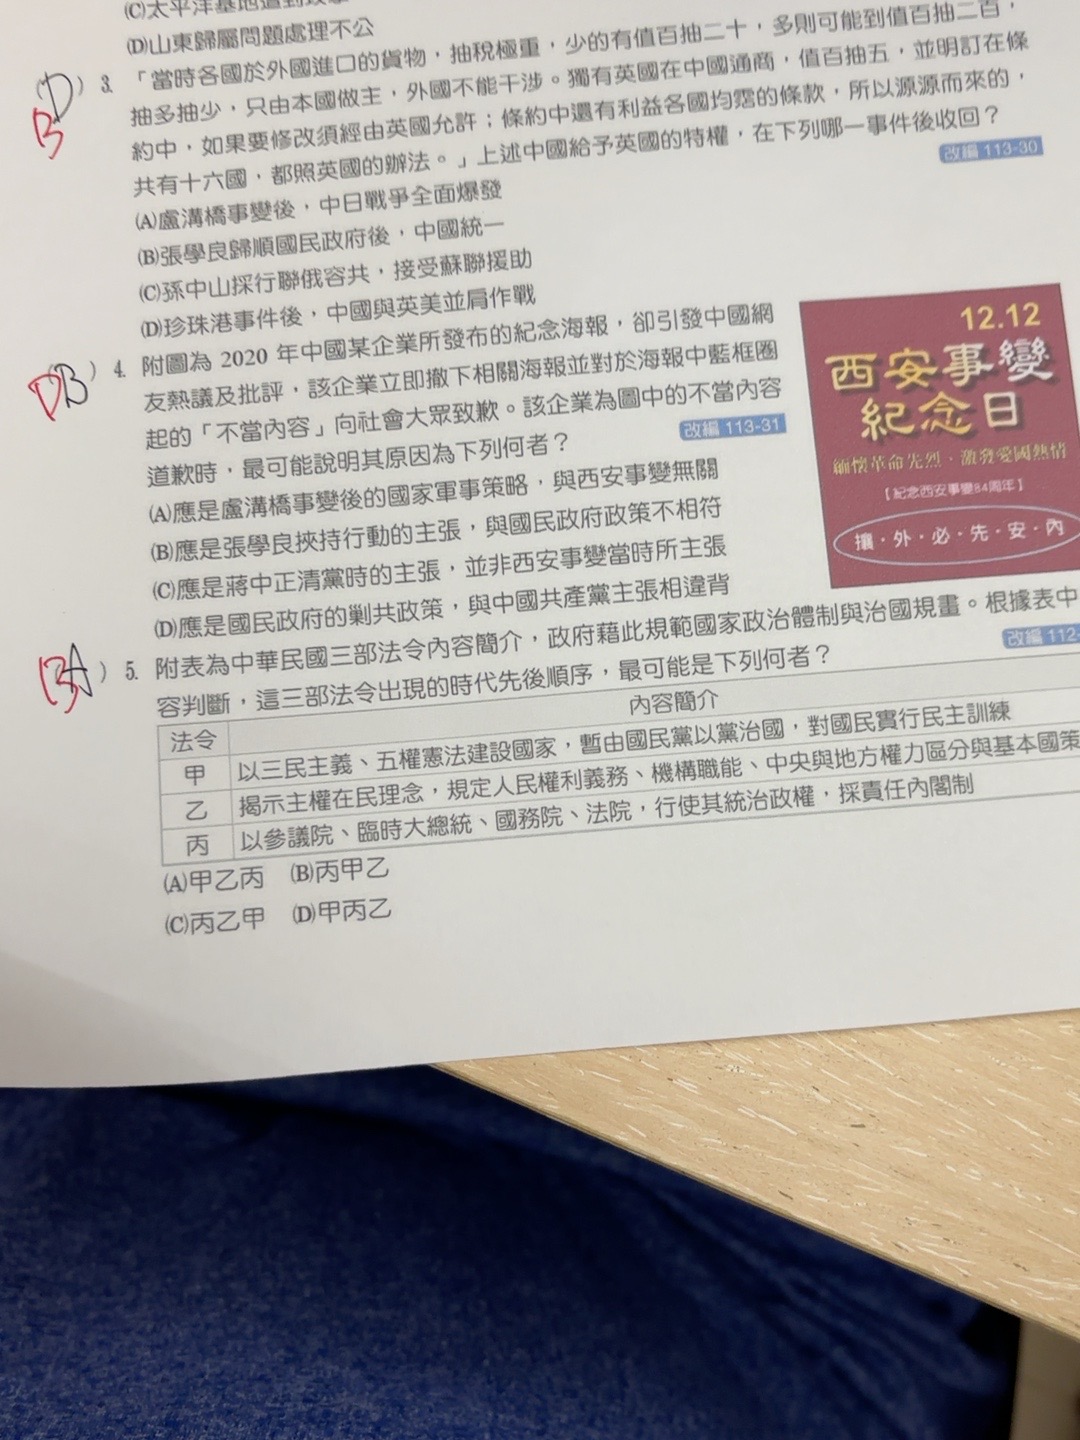 (C)太平洋基地遭到攻擊
(D)山東歸屬問題處理不公
(D) B 3. 「當時各國於外國進口的貨物，抽稅極重，少的有值百抽二十，多則可能到值百抽二百，
抽多抽少，只由本國做主，外國不能干涉。獨有英國在中國通商，值百抽五，並明訂在條
約中，如果要修改須經由英國允許；條約中還有利益各國均霑的條款，所以源源而來的，
共有十六國，都照英國的辦法。」上述中國給予英國的特權，在下列哪一事件後收回？
改編 113-30
(A)盧溝橋事變後，中日戰爭全面爆發
(B)張學良歸順國民政府後，中國統一
(C)孫中山採行聯俄容共，接受蘇聯援助
(D)珍珠港事件後，中國與英美並肩作戰
D(B) 4. 附圖為 2020 年中國某企業所發布的紀念海報，卻引發中國網
友熱議及批評，該企業立即撤下相關海報並對於海報中藍框圈
起的「不當內容」向社會大眾致歉。該企業為圖中的不當內容
道歉時，最可能說明其原因為下列何者？
改編 113-31
(A)應是盧溝橋事變後的國家軍事策略，與西安事變無關
(B)應是張學良挾持行動的主張，與國民政府政策不相符
(C)應是蔣中正清黨時的主張，並非西安事變當時所主張
(D)應是國民政府的剿共政策，與中國共產黨主張相違背
12.12
西安事變
紀念日
緬懷革命先烈·激發愛國熱情
【紀念西安事變84周年】
攘·外·必·先·安·內
B(A) 5. 附表為中華民國三部法令內容簡介，政府藉此規範國家政治體制與治國規畫。根據表中
容判斷，這三部法令出現的時代先後順序，最可能是下列何者？
改編 112-
法令 內容簡介
甲 以三民主義、五權憲法建設國家，暫由國民黨以黨治國，對國民實行民主訓練
乙 揭示主權在民理念，規定人民權利義務、機構職能、中央與地方權力區分與基本國策
丙 以參議院、臨時大總統、國務院、法院，行使其統治政權，採責任內閣制
(A)甲乙丙 (B)丙甲乙
(C)丙乙甲 (D)甲丙乙